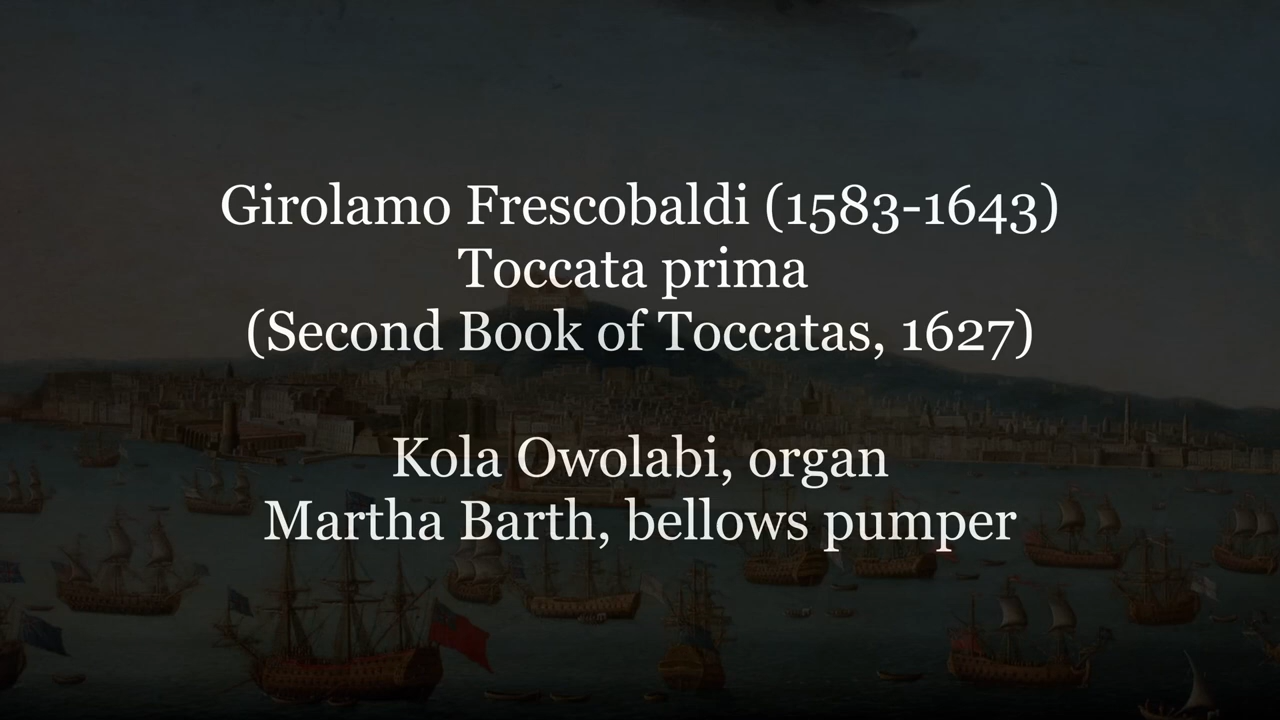 Girolamo Frescobaldi (1583-1643)
Toccata prima
(Second Book of Toccatas, 1627)
Kola Owolabi, organ
Martha Barth, bellows pumper